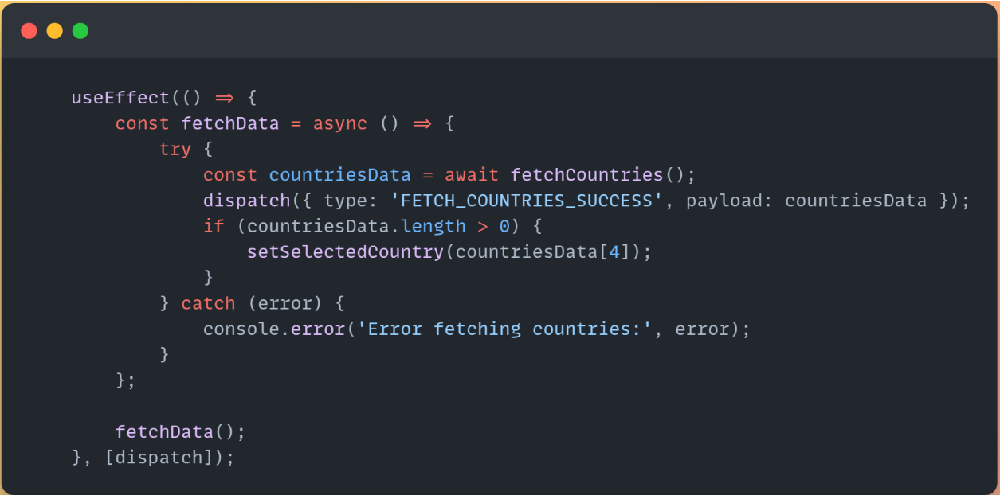 useEffect(() => {
    const fetchData = async () => {
        try {
            const countriesData = await fetchCountries();
            dispatch({ type: 'FETCH_COUNTRIES_SUCCESS', payload: countriesData });
            if (countriesData.length > 0) {
                setSelectedCountry(countriesData[4]);
            }
        } catch (error) {
            console.error('Error fetching countries:', error);
        }
    };

    fetchData();
}, [dispatch]);